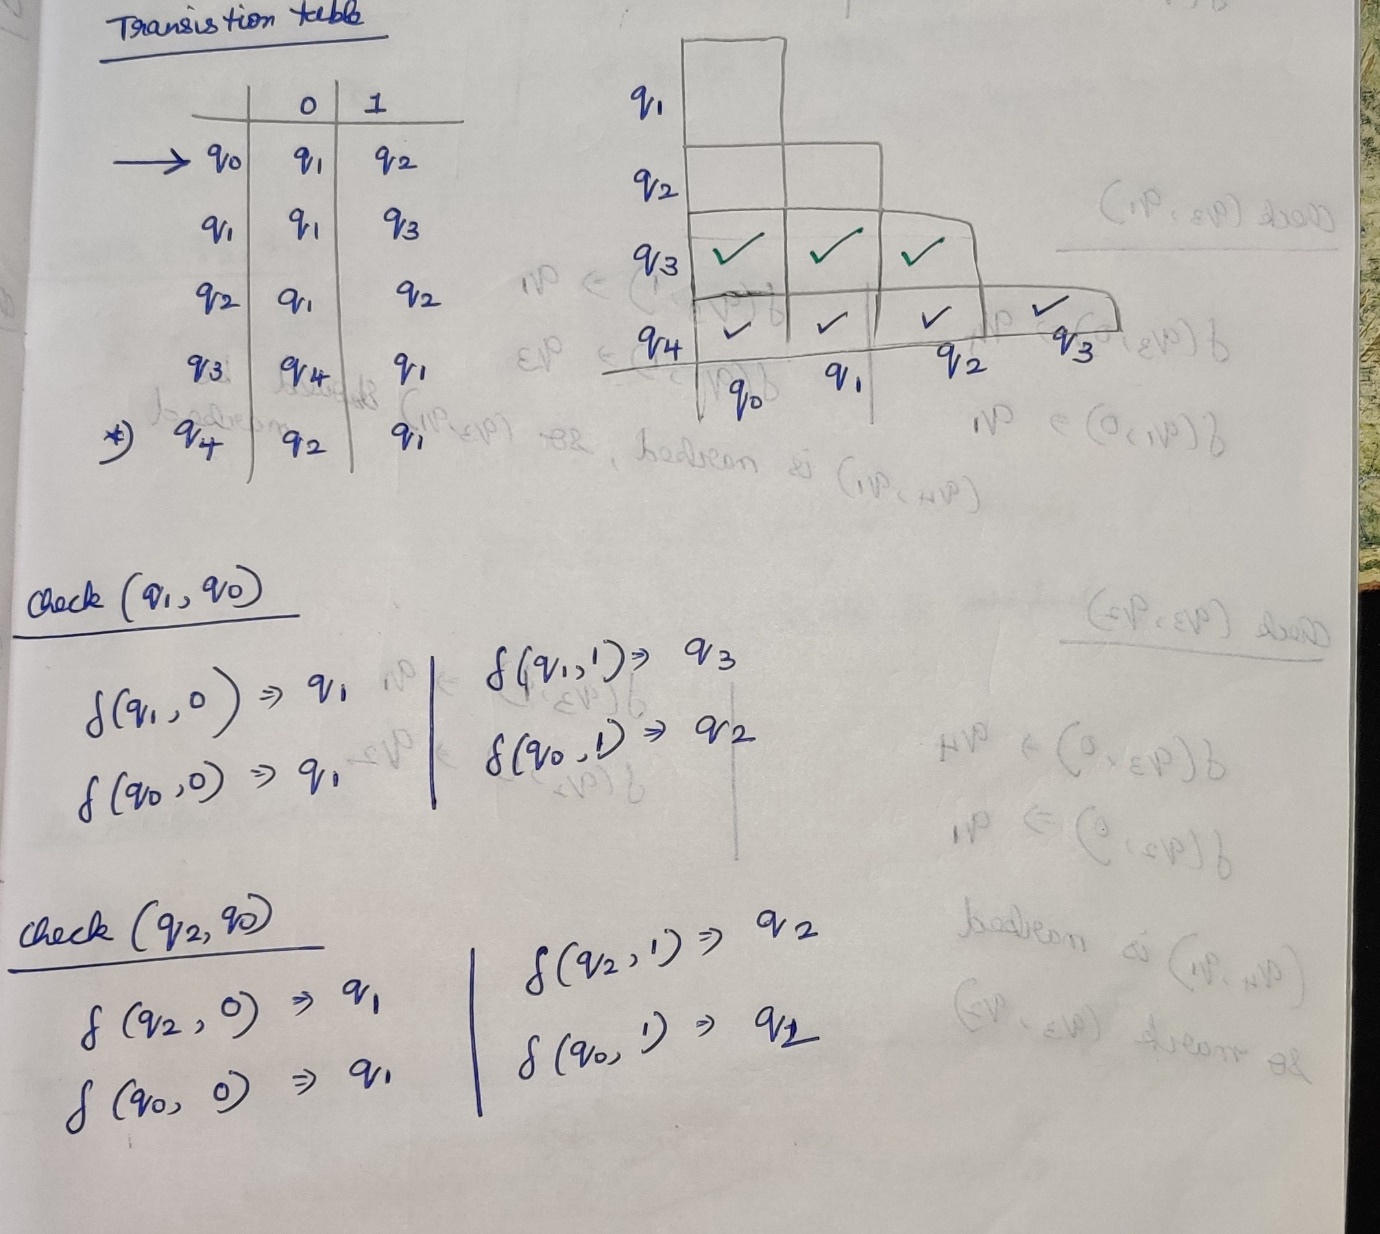 Transistion table
0 1
→ q0 q1 q2
q1 q1 q3
q2 q1 q2
q3 q4 q1
*) q4 q2 q1
q1
q2
q3 ✓ ✓ ✓
q4 ✓ ✓ ✓ ✓
q0 q1 q2 q3
Check (q1, q0)
δ(q1, 0) ⇒ q1 δ(q1, 1) ⇒ q3
δ(q0, 0) ⇒ q1 δ(q0, 1) ⇒ q2
Check (q2, q0)
δ(q2, 0) ⇒ q1 δ(q2, 1) ⇒ q2
δ(q0, 0) ⇒ q1 δ(q0, 1) ⇒ q2